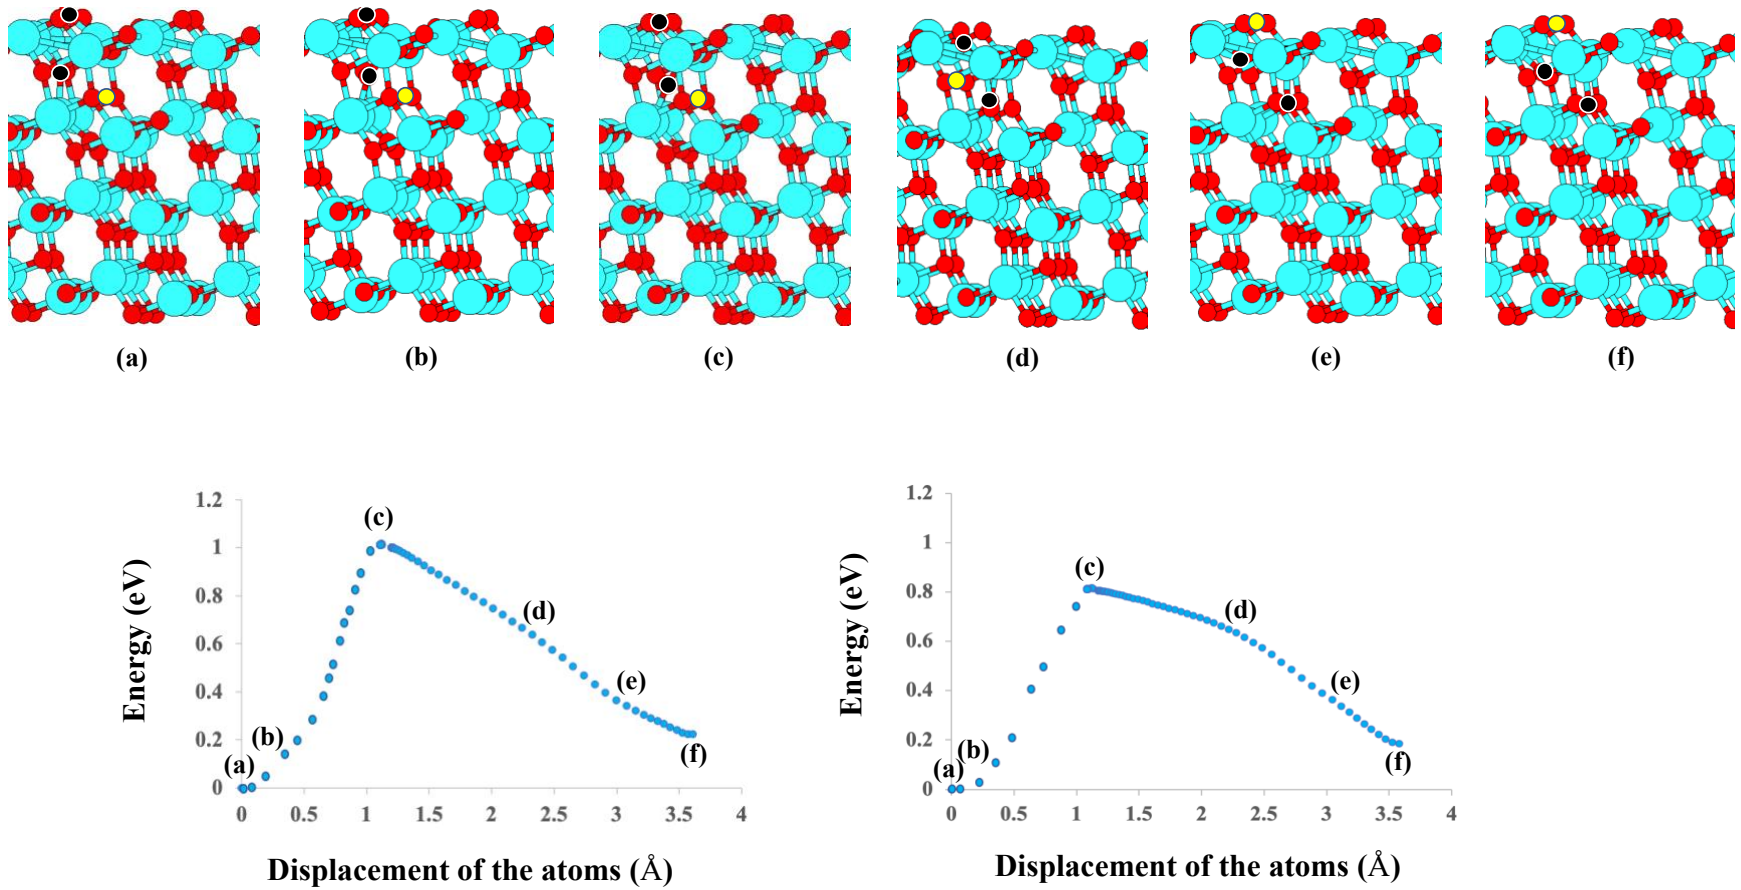 (a) (b) (c) (d) (e) (f)
1.2
1
0.8
0.6
0.4
0.2
0
0 0.5 1 1.5 2 2.5 3 3.5 4
Energy (eV)
Displacement of the atoms (Å)
(a)
(b)
(c)
(d)
(e)
(f)
1.2
1
0.8
0.6
0.4
0.2
0
0 0.5 1 1.5 2 2.5 3 3.5 4
Energy (eV)
Displacement of the atoms (Å)
(a)
(b)
(c)
(d)
(e)
(f)